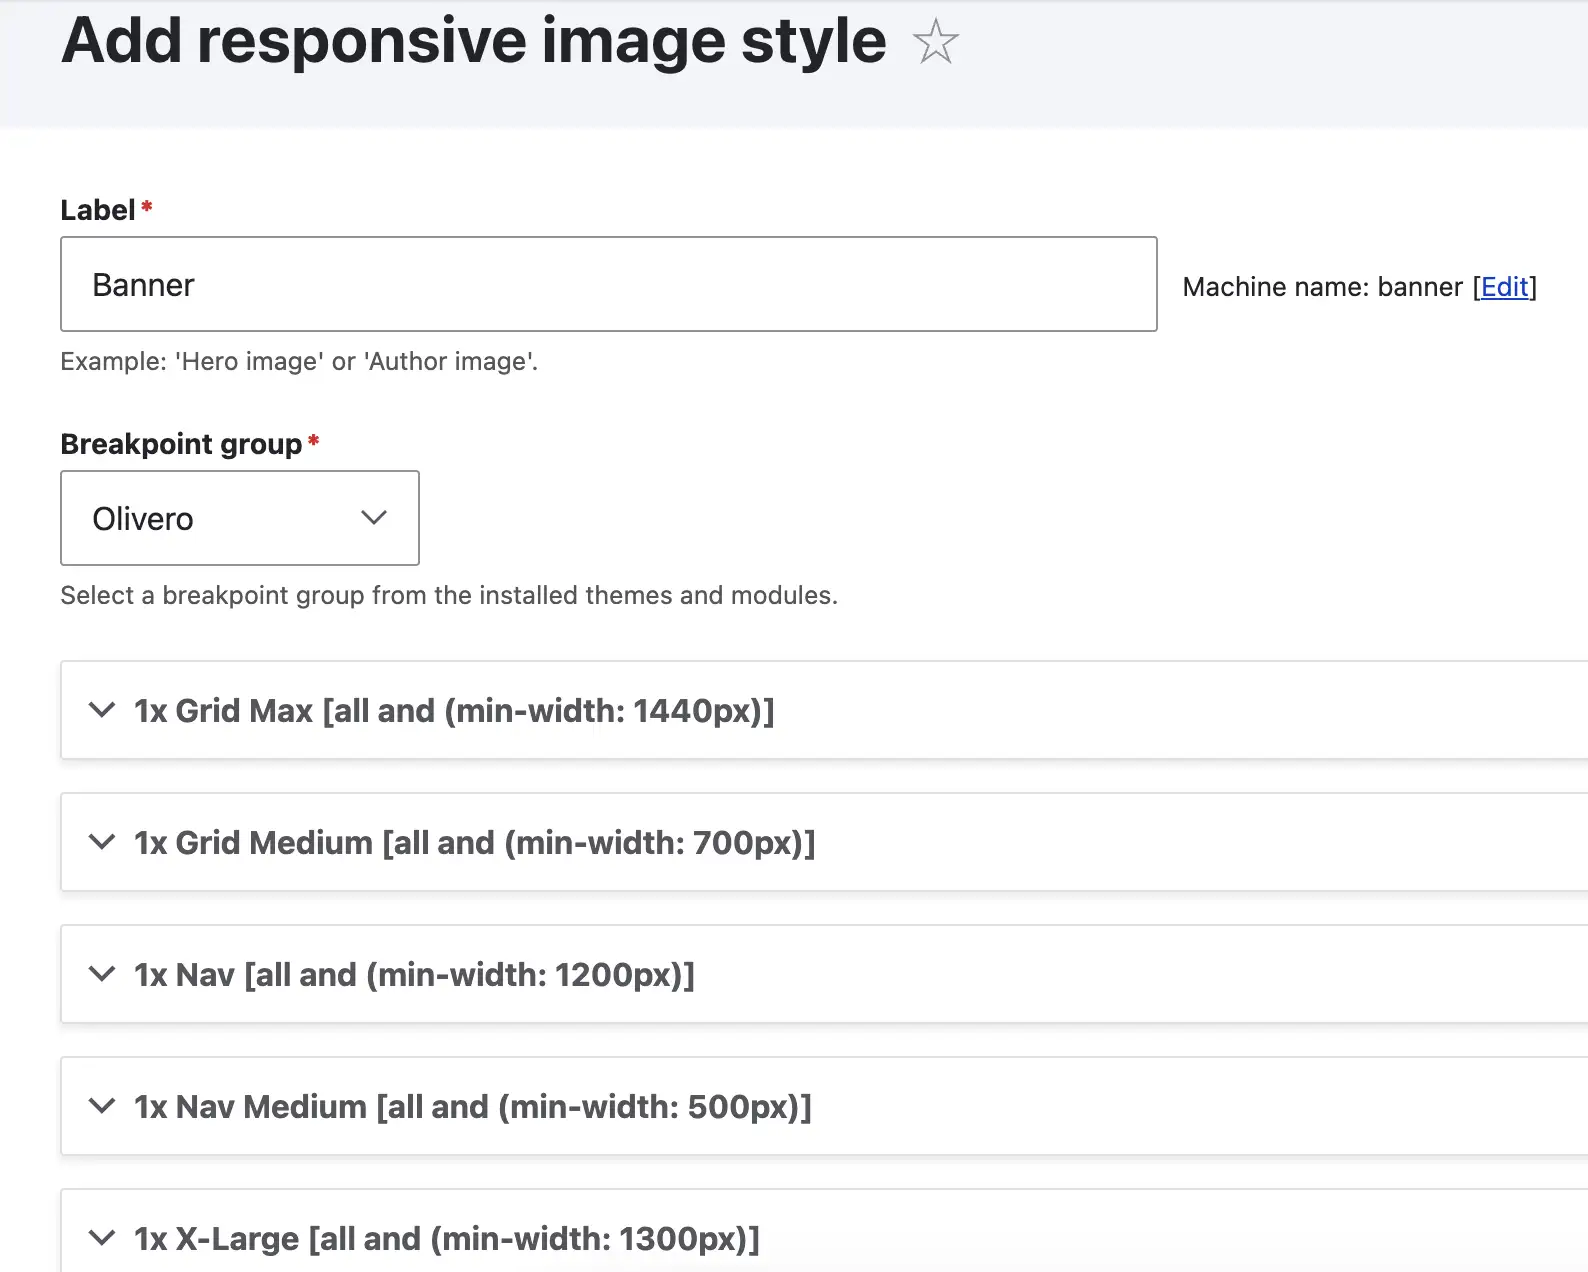 Add responsive image style
Label*
Banner
Machine name: banner [Edit]
Example: 'Hero image' or 'Author image'.
Breakpoint group*
Olivero
Select a breakpoint group from the installed themes and modules.
1x Grid Max [all and (min-width: 1440px)]
1x Grid Medium [all and (min-width: 700px)]
1x Nav [all and (min-width: 1200px)]
1x Nav Medium [all and (min-width: 500px)]
1x X-Large [all and (min-width: 1300px)]